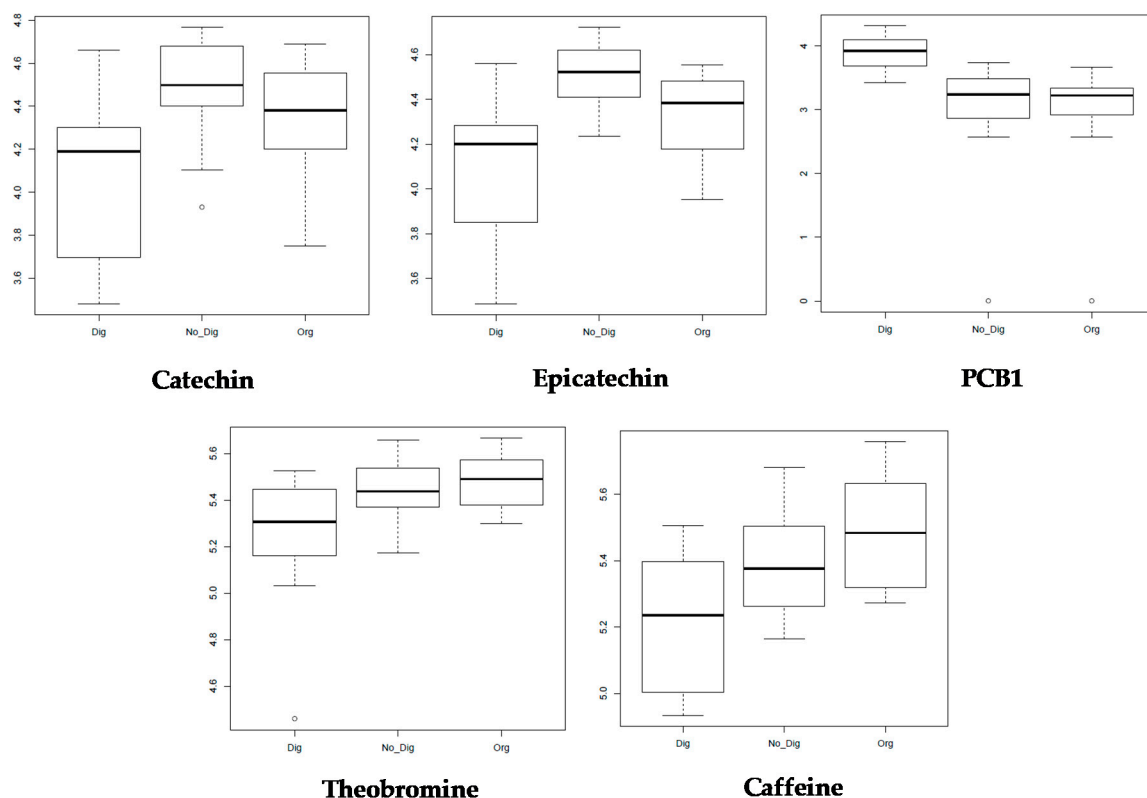 4.8
4.6
4.4
4.2
4.0
3.8
3.6
Dig No_Dig Org
Catechin
4.6
4.4
4.2
4.0
3.8
3.6
Dig No_Dig Org
Epicatechin
4
3
2
1
0
Dig No_Dig Org
PCB1
5.6
5.4
5.2
5.0
4.8
4.6
Dig No_Dig Org
Theobromine
5.6
5.4
5.2
5.0
Dig No_Dig Org
Caffeine